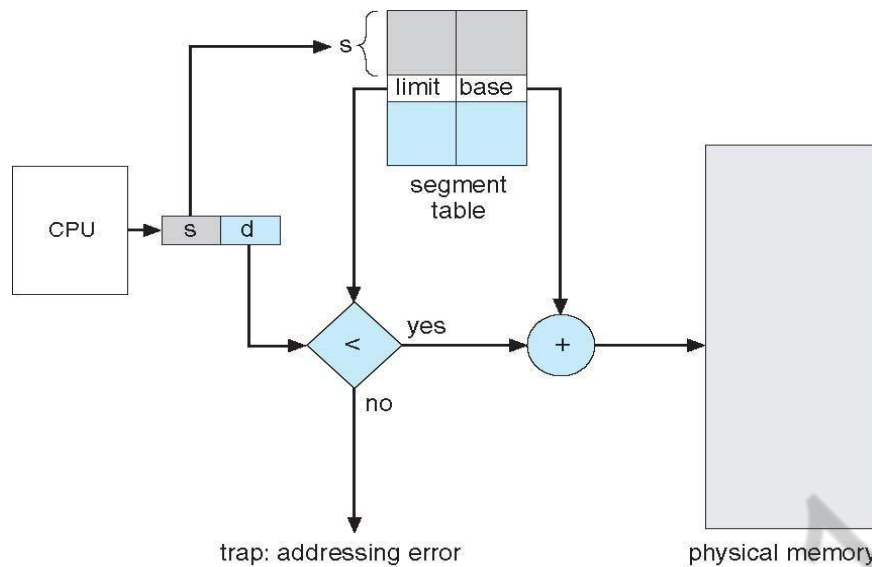 s
limit base
segment
table
CPU
s d
< yes +
no
trap: addressing error
physical memory